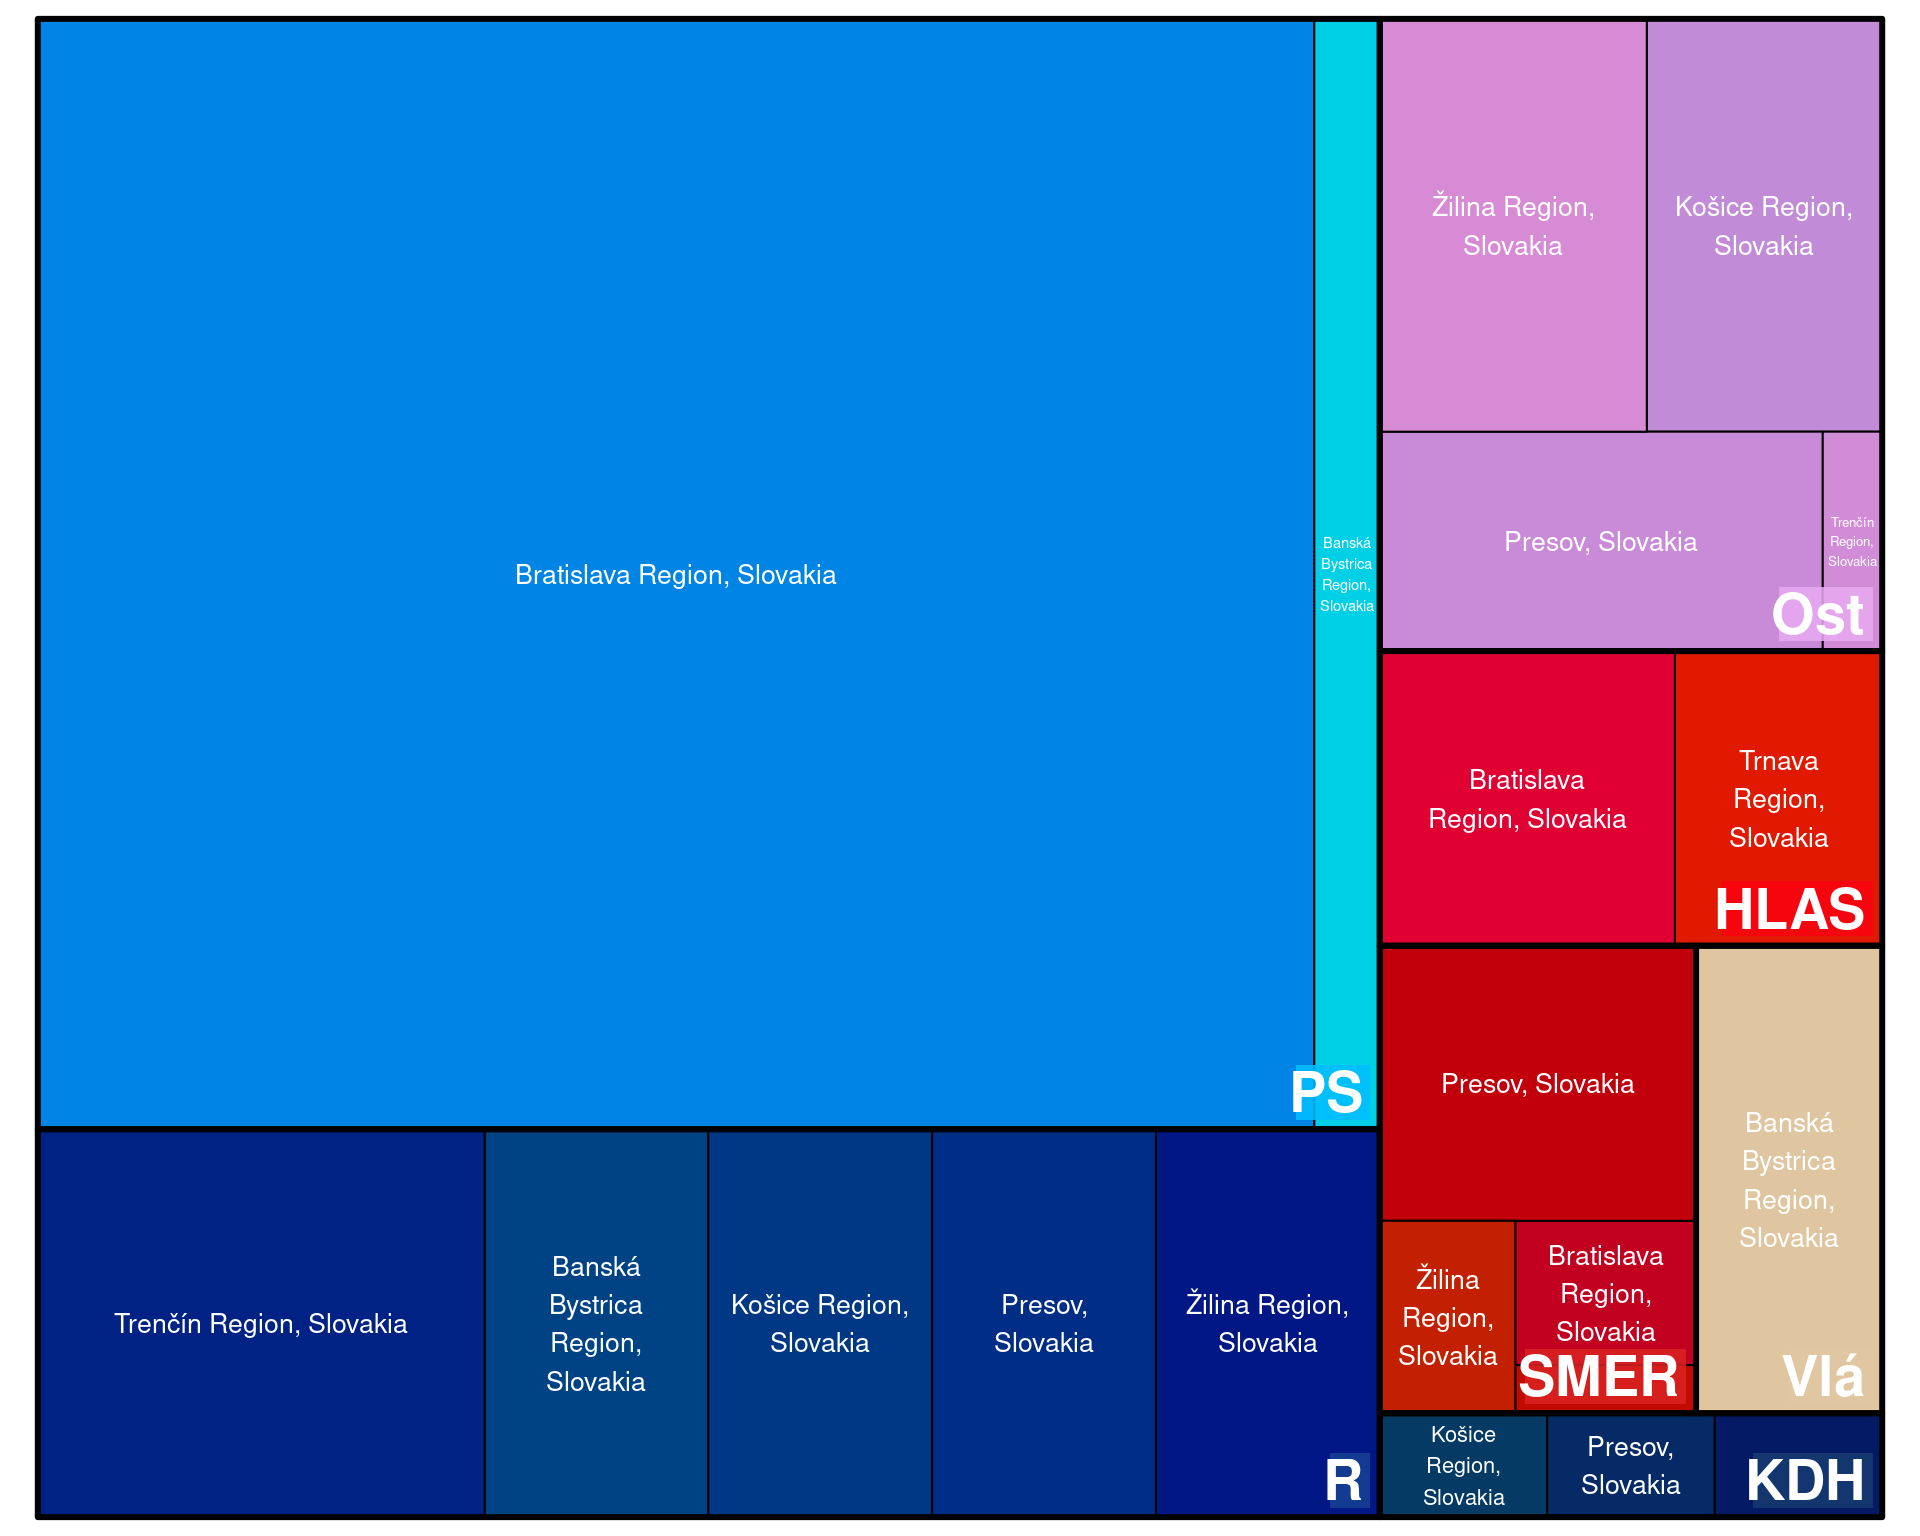 Bratislava Region, Slovakia
Banská
Bystrica
Region,
Slovakia
PS
Trenčín Region, Slovakia
Banská
Bystrica
Region,
Slovakia
Košice Region,
Slovakia
Presov,
Slovakia
Žilina Region,
Slovakia
R
Žilina Region,
Slovakia
Košice Region,
Slovakia
Presov, Slovakia
Trenčín
Region,
Slovakia
Ost
Bratislava
Region, Slovakia
Trnava
Region,
Slovakia
HLAS
Presov, Slovakia
Žilina
Region,
Slovakia
Bratislava
Region,
Slovakia
SMER
Banská
Bystrica
Region,
Slovakia
Vlá
Košice
Region,
Slovakia
Presov,
Slovakia
KDH